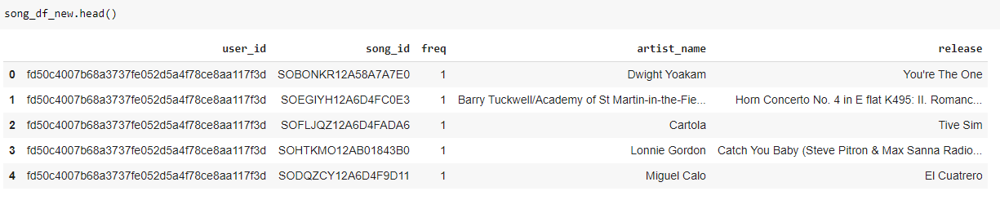 song_df_new.head()
user_id song_id freq artist_name release
0 fd50c4007b68a3737fe052d5a4f78ce8aa117f3d SOBONKR12A58A7A7E0 1 Dwight Yoakam You're The One
1 fd50c4007b68a3737fe052d5a4f78ce8aa117f3d SOEGIYH12A6D4FC0E3 1 Barry Tuckwell/Academy of St Martin-in-the-Fie... Horn Concerto No. 4 in E flat K495: II. Romanc...
2 fd50c4007b68a3737fe052d5a4f78ce8aa117f3d SOFLJQZ12A6D4FADA6 1 Cartola Tive Sim
3 fd50c4007b68a3737fe052d5a4f78ce8aa117f3d SOHTKMO12AB01843B0 1 Lonnie Gordon Catch You Baby (Steve Pitron & Max Sanna Radio...
4 fd50c4007b68a3737fe052d5a4f78ce8aa117f3d SODQZCY12A6D4F9D11 1 Miguel Calo El Cuatrero